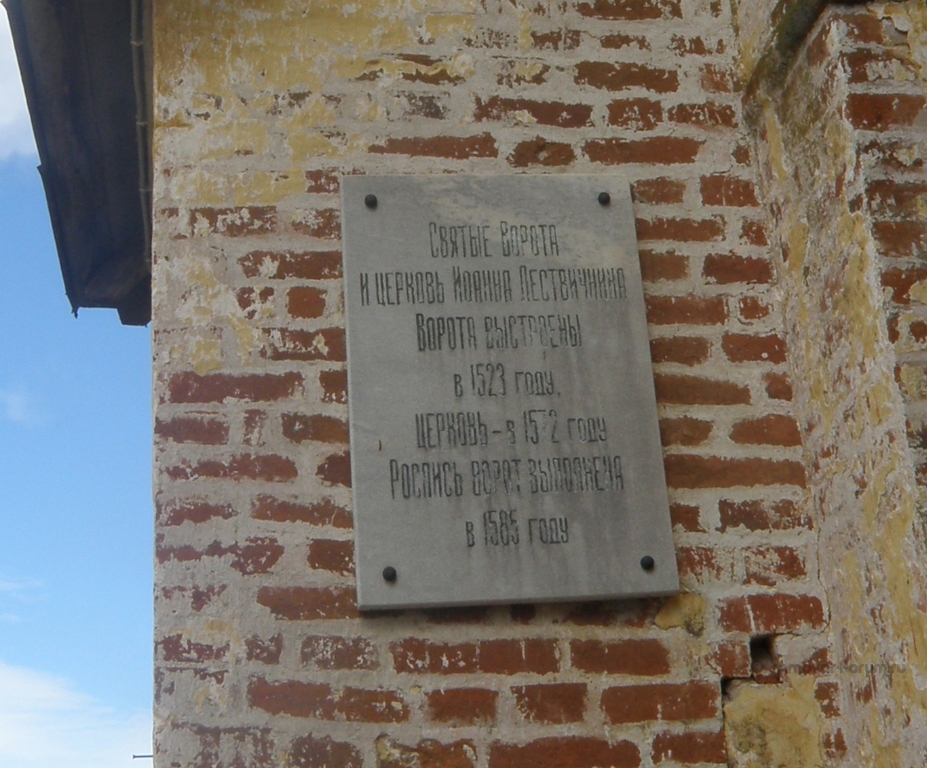 Святые Ворота
и церковь Иоанна Лествичника
Ворота выстроены
в 1523 году.
церковь – в 1572 году
Роспись ворот выполнена
в 1585 году